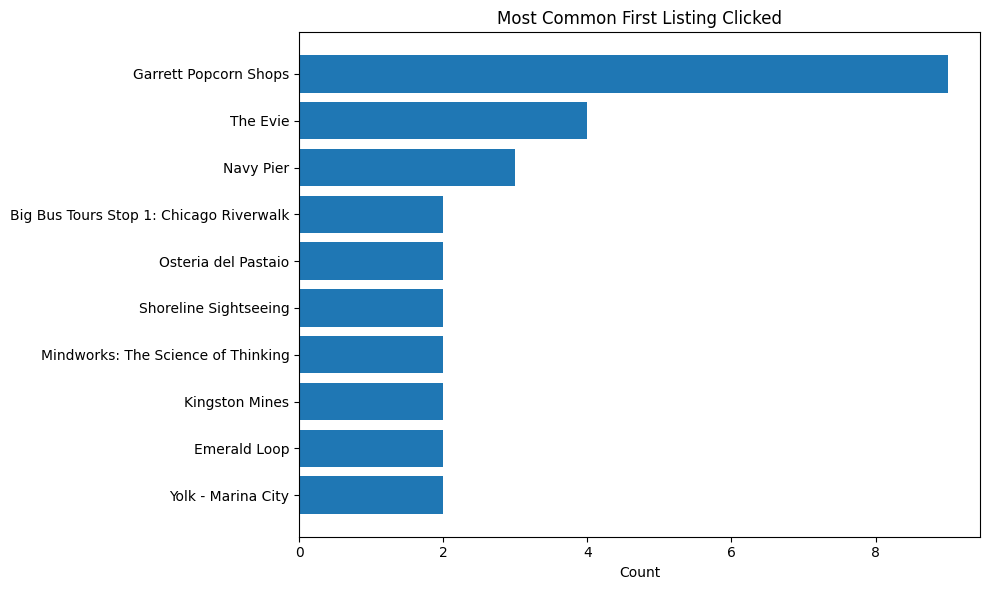 Most Common First Listing Clicked
Garrett Popcorn Shops
The Evie
Navy Pier
Big Bus Tours Stop 1: Chicago Riverwalk
Osteria del Pastaio
Shoreline Sightseeing
Mindworks: The Science of Thinking
Kingston Mines
Emerald Loop
Yolk - Marina City
0 2 4 6 8
Count